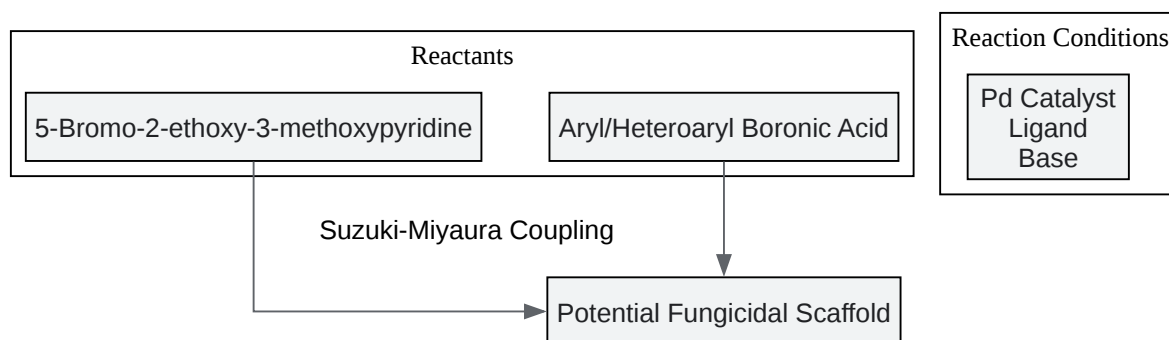 Reactants
Reaction Conditions
5-Bromo-2-ethoxy-3-methoxypyridine
Aryl/Heteroaryl Boronic Acid
Pd Catalyst
Ligand
Base
Suzuki-Miyaura Coupling
Potential Fungicidal Scaffold